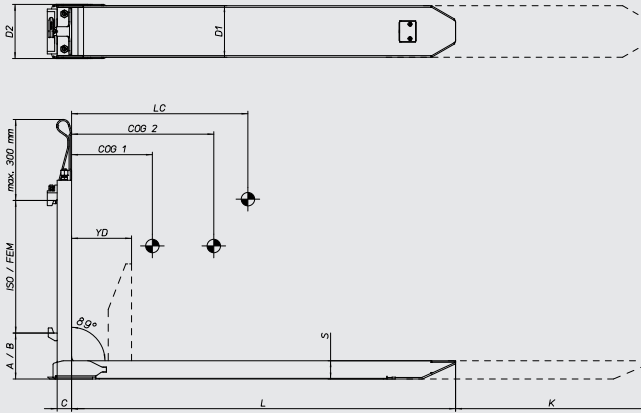 D2
D1
LC
COG 2
COG 1
max. 300 mm
YD
ISO / FEM
89°
A / B
S
C
L
K